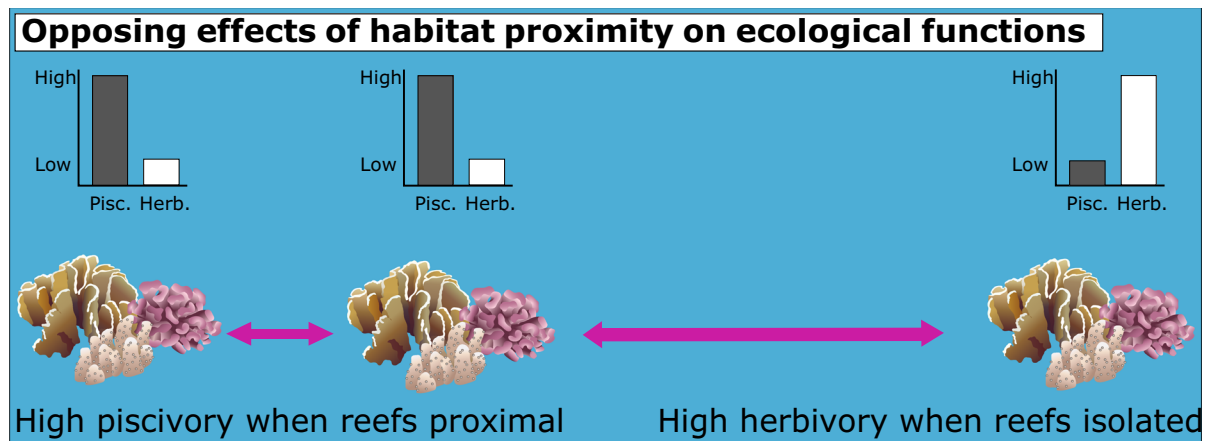 Opposing effects of habitat proximity on ecological functions
High
Low
Pisc. Herb.
High
Low
Pisc. Herb.
High
Low
Pisc. Herb.
High piscivory when reefs proximal
High herbivory when reefs isolated